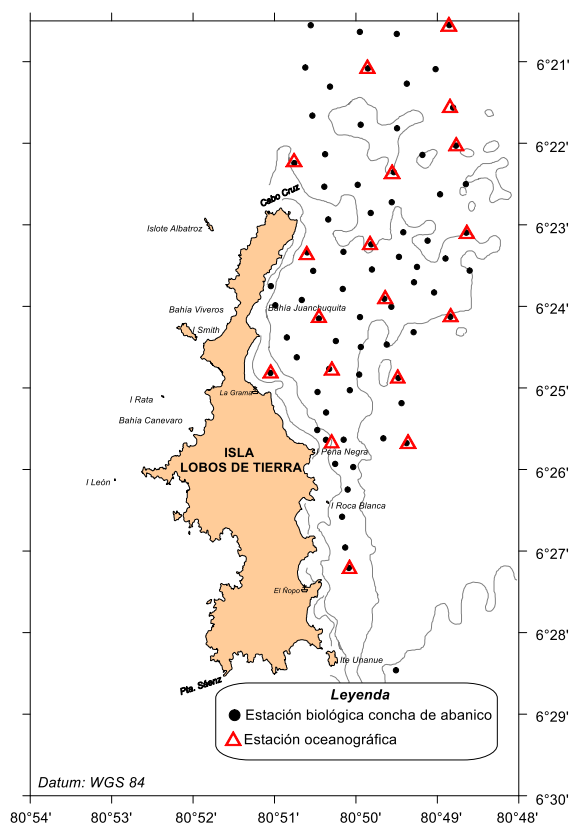 6°21'
6°22'
Cabo Cruz
Islote Albatroz
6°23'
Bahia Viveros
Bahía Juanchuquita
6°24'
I Smith
I Rata
La Grama
6°25'
Bahía Canevaro
ISLA
LOBOS DE TIERRA
I Peña Negra
6°26'
I León
I Roca Blanca
6°27'
El Ñopo
6°28'
Ite Unanue
Pta. Sáenz
Leyenda
Estación biológica concha de abanico
Estación oceanográfica
6°29'
Datum: WGS 84
6°30'
80°54' 80°53' 80°52' 80°51' 80°50' 80°49' 80°48'